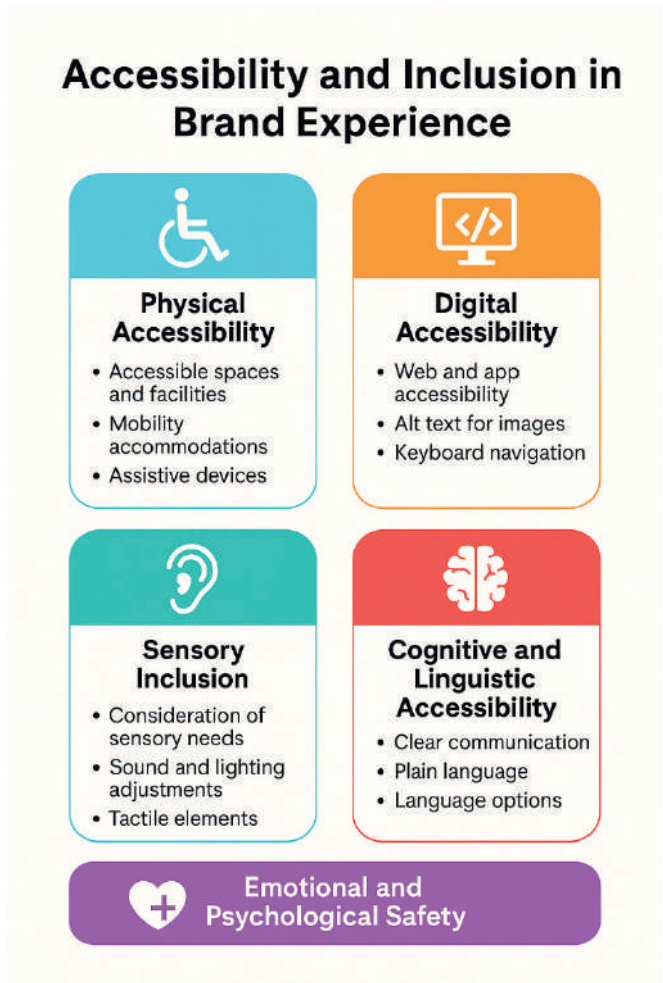 Accessibility and Inclusion in
Brand Experience
</>
Physical
Accessibility
• Accessible spaces
and facilities
• Mobility
accommodations
• Assistive devices
Digital
Accessibility
• Web and app
accessibility
• Alt text for images
• Keyboard navigation
Sensory
Inclusion
• Consideration of
sensory needs
• Sound and lighting
adjustments
• Tactile elements
Cognitive and
Linguistic
Accessibility
• Clear communication
• Plain language
• Language options
Emotional and
Psychological Safety